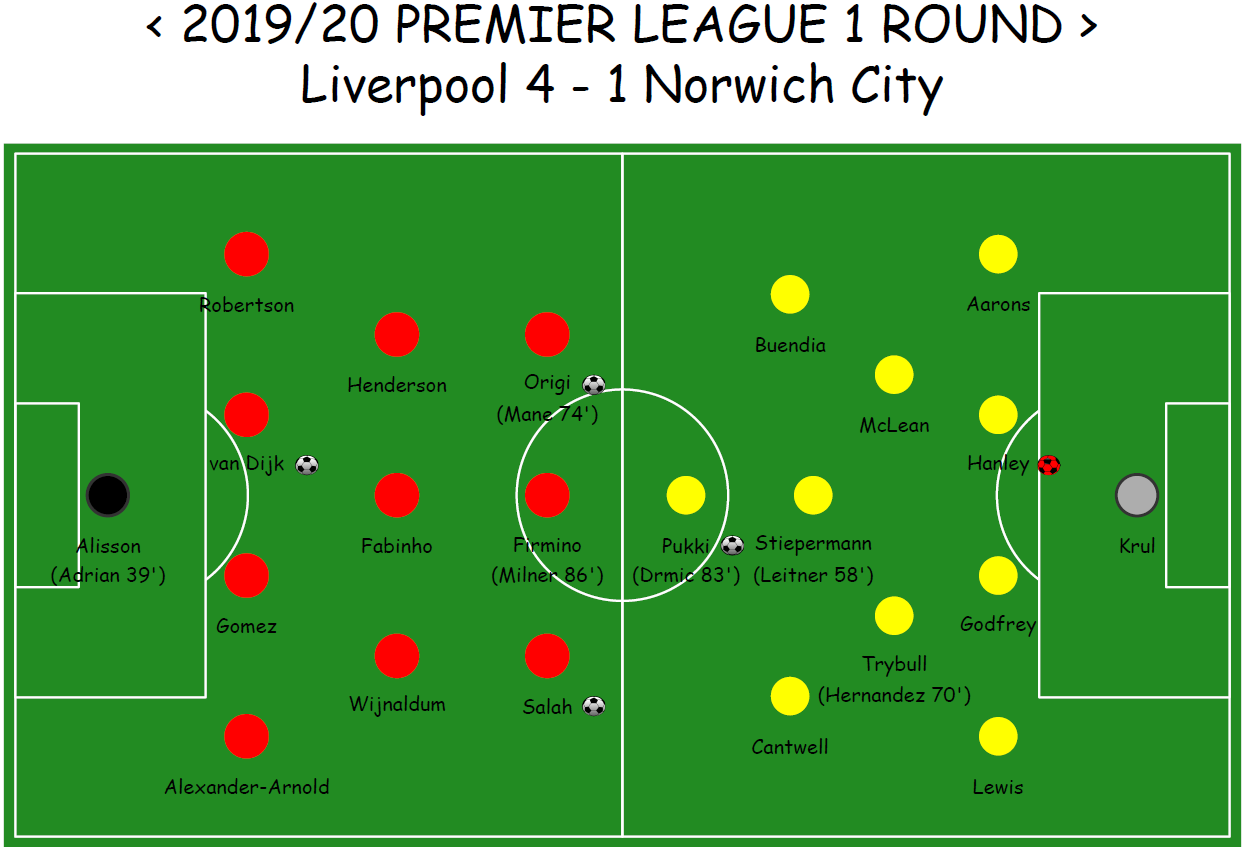 < 2019/20 PREMIER LEAGUE 1 ROUND >
Liverpool 4 - 1 Norwich City
Robertson
Aarons
Buendia
Henderson
Origi
(Mane 74')
McLean
van Dijk
Hanley
Alisson
(Adrian 39')
Fabinho
Firmino
(Milner 86')
Pukki
(Drmic 83')
Stiepermann
(Leitner 58')
Krul
Gomez
Godfrey
Trybull
(Hernandez 70')
Wijnaldum
Salah
Cantwell
Alexander-Arnold
Lewis